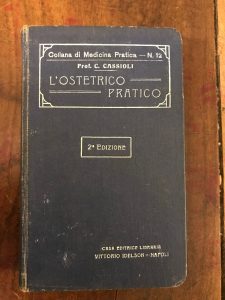 Collana di Medicina Pratica — N. 12
Prof. C. CASSIOLI
L'OSTETRICO
PRATICO
2ª EDIZIONE
CASA EDITRICE LIBRARIA
VITTORIO IDELSON - NAPOLI